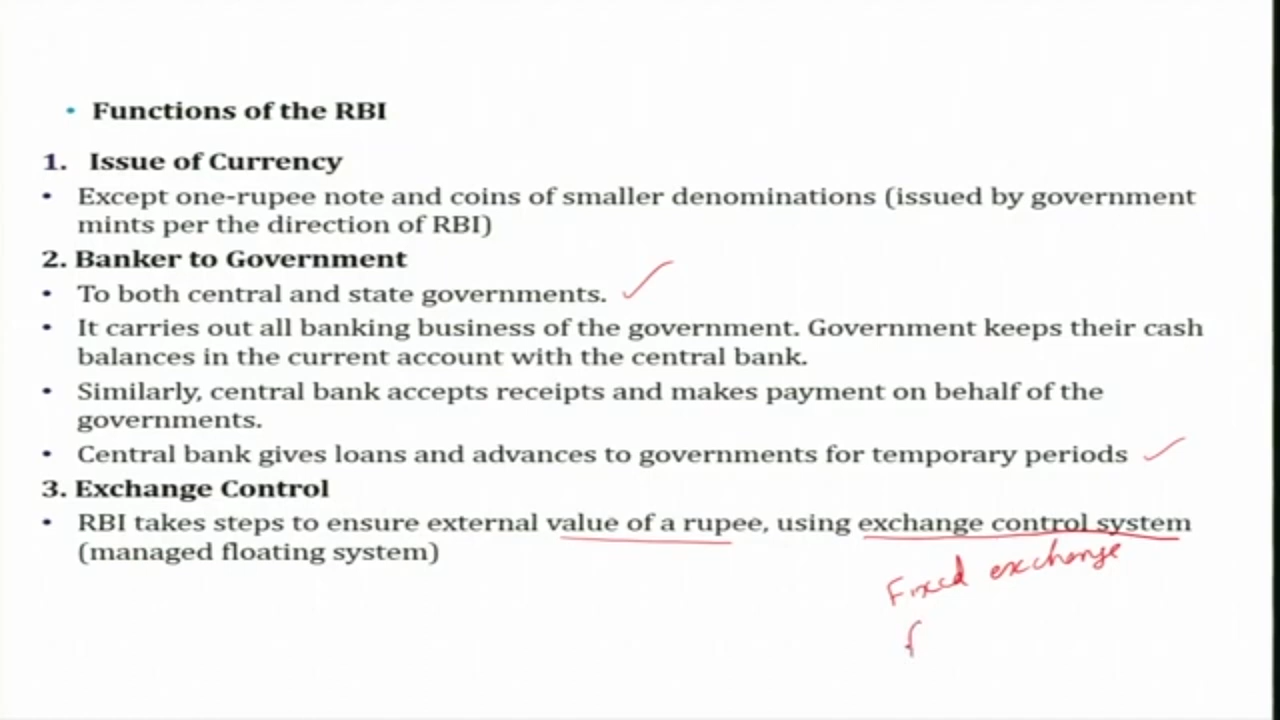 • Functions of the RBI
1. Issue of Currency
• Except one-rupee note and coins of smaller denominations (issued by government
mints per the direction of RBI)
2. Banker to Government
• To both central and state governments.
• It carries out all banking business of the government. Government keeps their cash
balances in the current account with the central bank.
• Similarly, central bank accepts receipts and makes payment on behalf of the
governments.
• Central bank gives loans and advances to governments for temporary periods
3. Exchange Control
• RBI takes steps to ensure external value of a rupee, using exchange control system
(managed floating system)
Fixed exchange
f